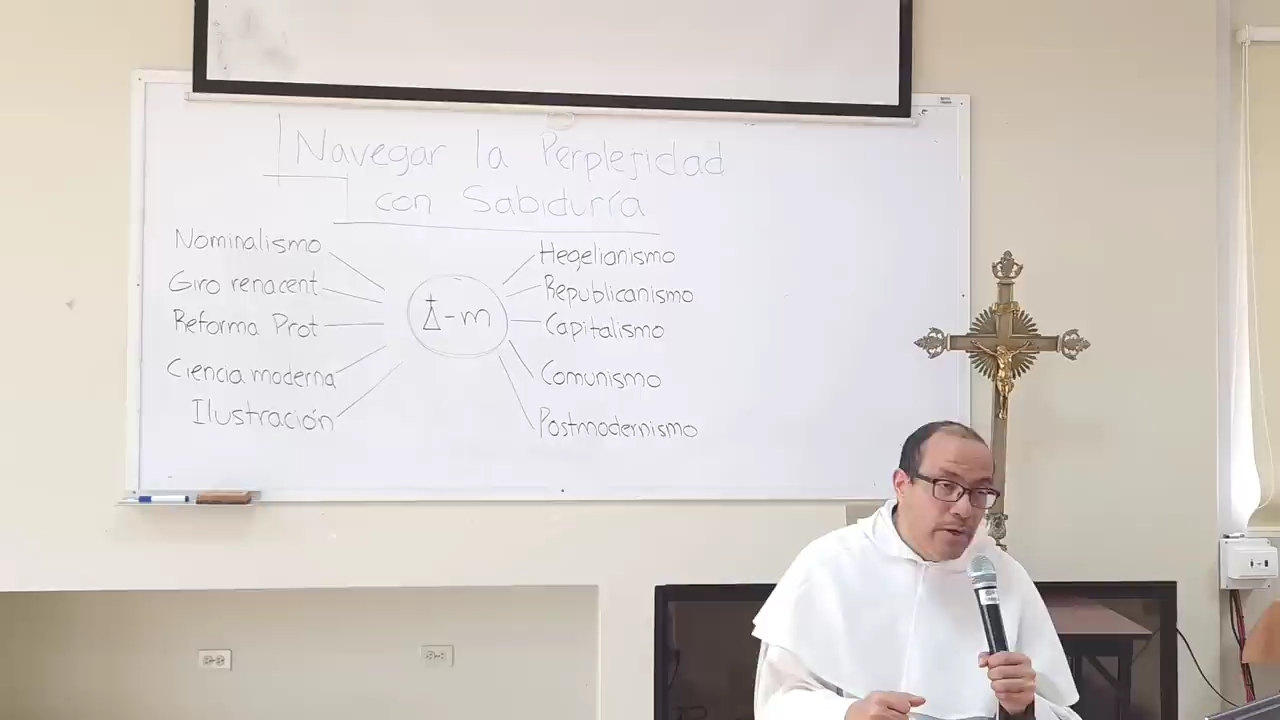 Navegar la Perplejidad
con Sabiduría
Nominalismo
Giro renacent
Reforma Prot
Ciencia moderna
Ilustración
-m
Hegelianismo
Republicanismo
Capitalismo
Comunismo
Postmodernismo